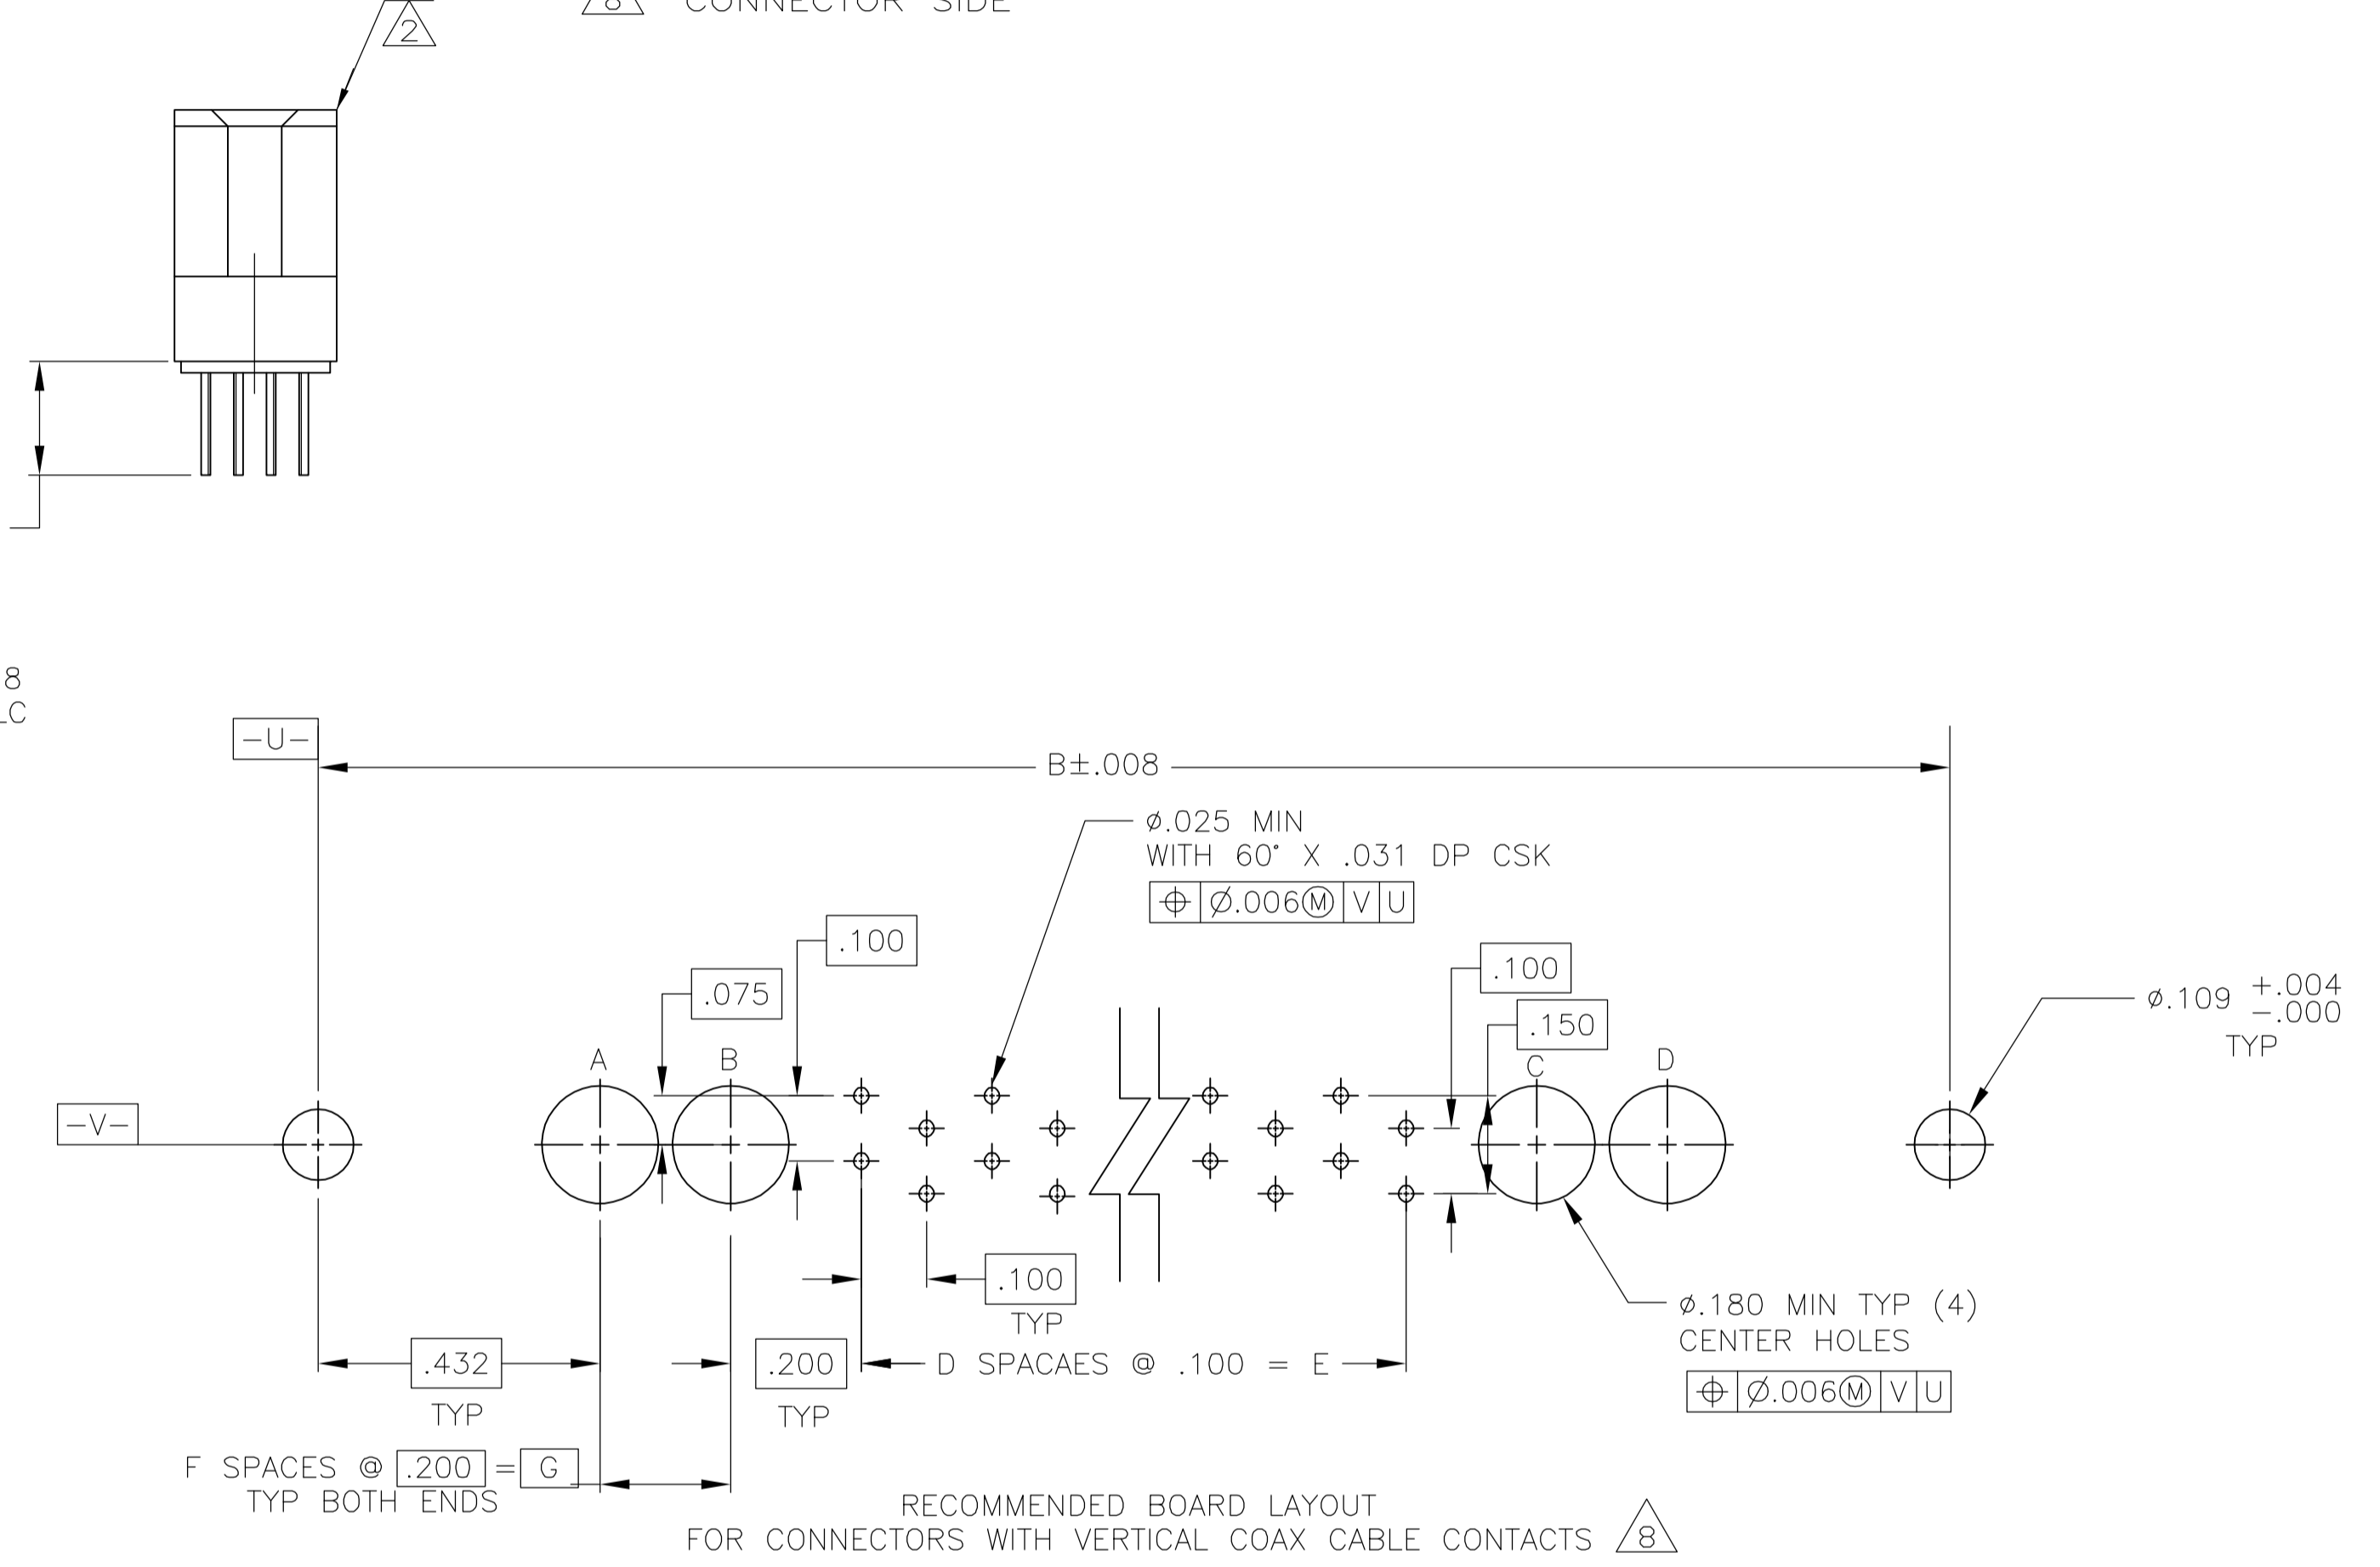 8 CONNECTOR SIDE
2
8
LC
-U-
B±.008
ø.025 MIN
WITH 60° X .031 DP CSK
⌖ Ø.006Ⓜ V U
.100
.100
.075
.150
ø.109 +.004
-.000
TYP
A B C D
-V-
.100
TYP
ø.180 MIN TYP (4)
CENTER HOLES
⌖ Ø.006Ⓜ V U
.432
TYP
.200
TYP
D SPACAES @ .100 = E
F SPACES @ .200 = G
TYP BOTH ENDS
RECOMMENDED BOARD LAYOUT
FOR CONNECTORS WITH VERTICAL COAX CABLE CONTACTS 8